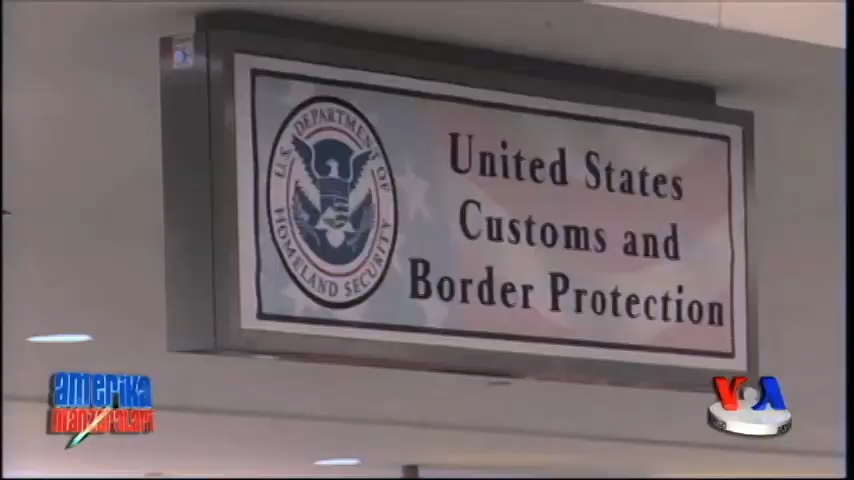 U.S. DEPARTMENT OF
HOMELAND SECURITY
United States
Customs and
Border Protection
amerika
manzaralari
VOA